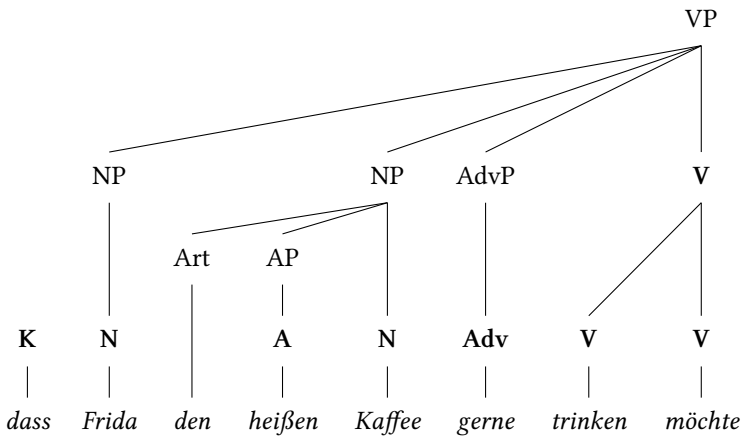 VP
NP NP AdvP V
Art AP
K N A N Adv V V
dass Frida den heißen Kaffee gerne trinken möchte